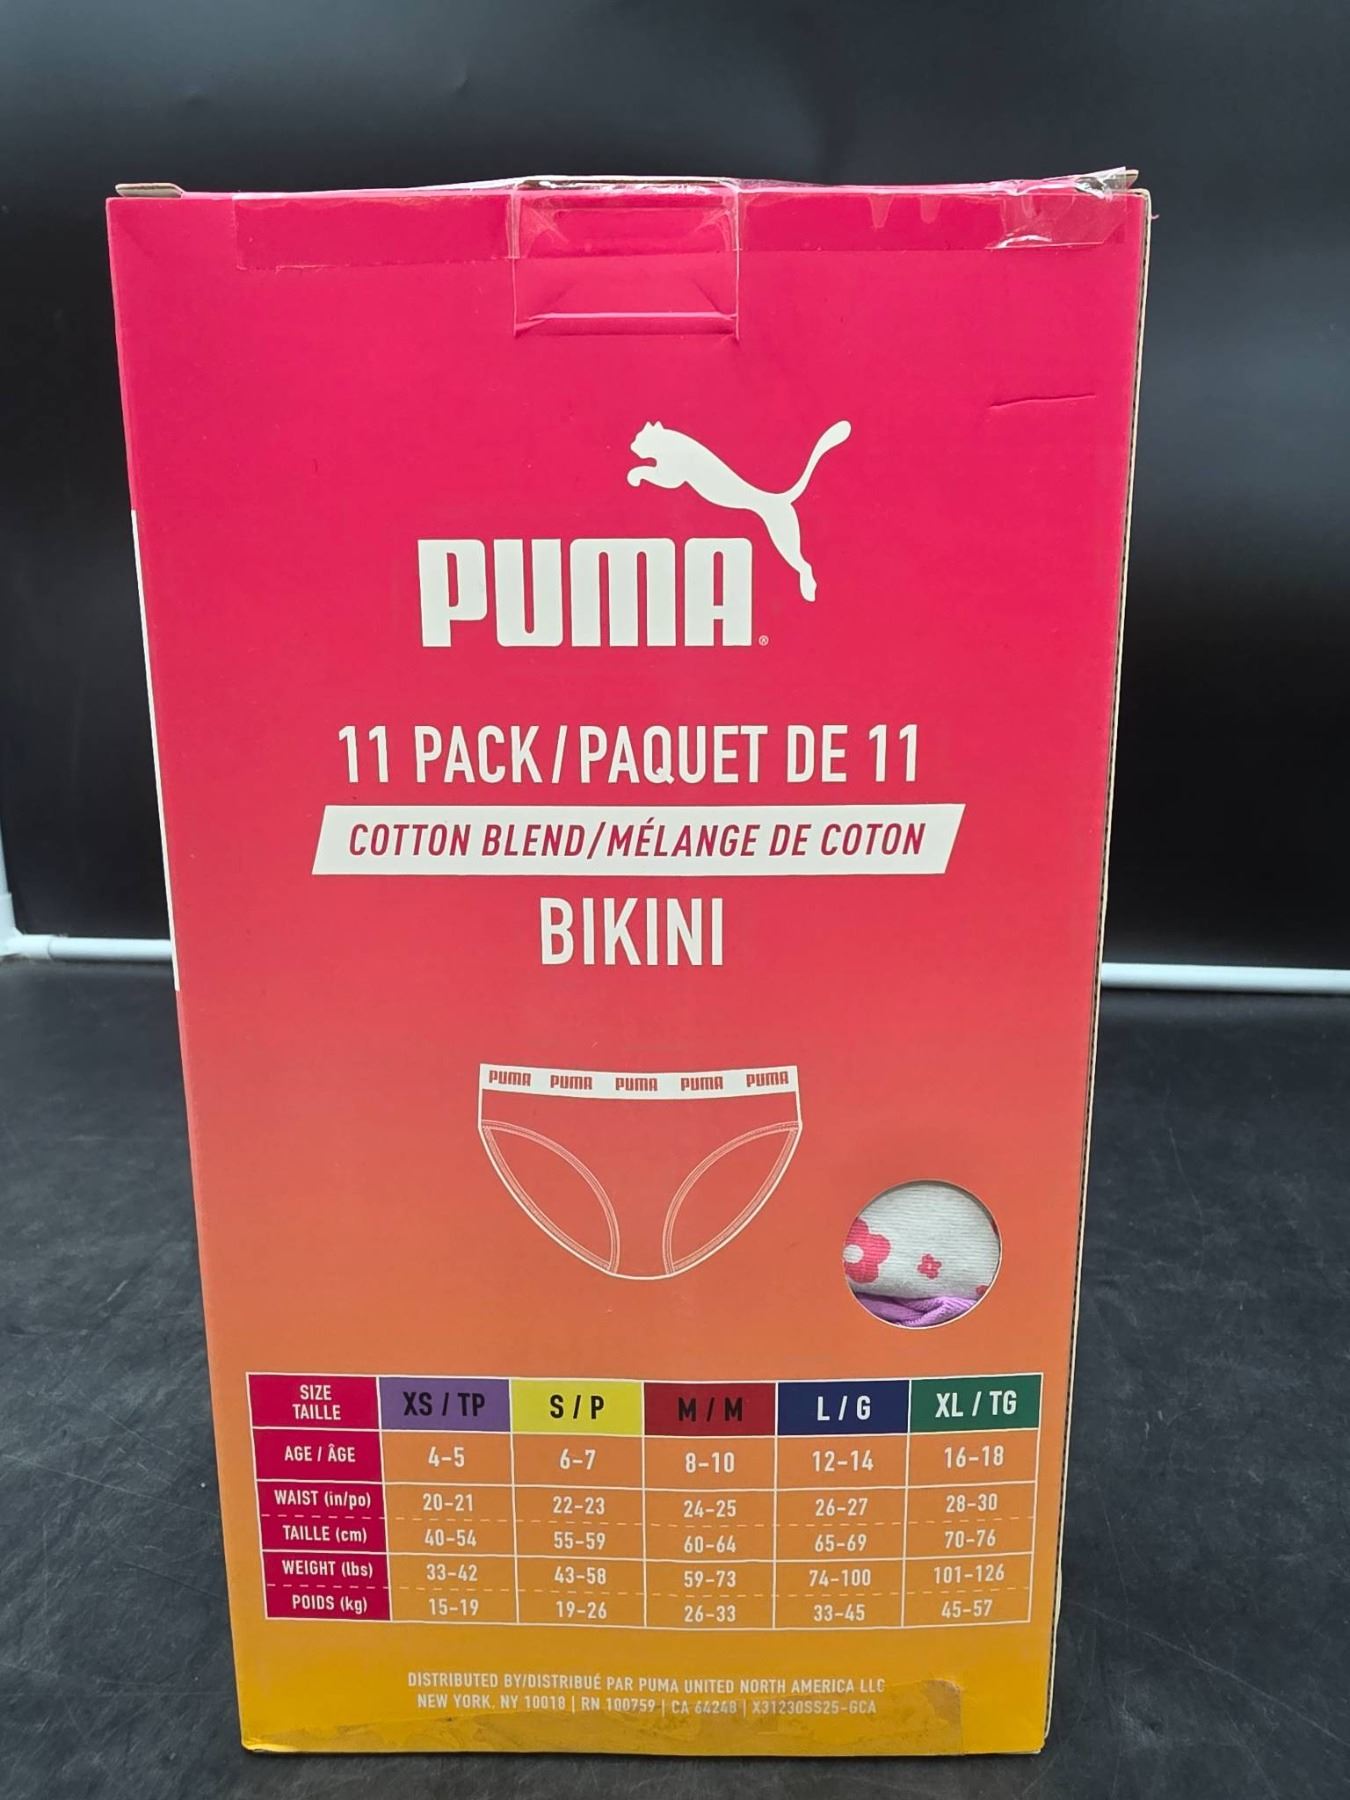 PUMA®
11 PACK/PAQUET DE 11
COTTON BLEND/MÉLANGE DE COTON
BIKINI
PUMA PUMA PUMA PUMA PUMA
SIZE TAILLE XS / TP S / P M / M L / G XL / TG
AGE / ÂGE 4-5 6-7 8-10 12-14 16-18
WAIST (in/po) 20-21 22-23 24-25 26-27 28-30
TAILLE (cm) 40-54 55-59 60-64 65-69 70-76
WEIGHT (lbs) 33-42 43-58 59-73 74-100 101-126
POIDS (kg) 15-19 19-26 26-33 33-45 45-57
DISTRIBUTED BY/DISTRIBUÉ PAR PUMA UNITED NORTH AMERICA LLC
NEW YORK, NY 10018 | RN 100759 | CA 64248 | X31230SS25-GCA